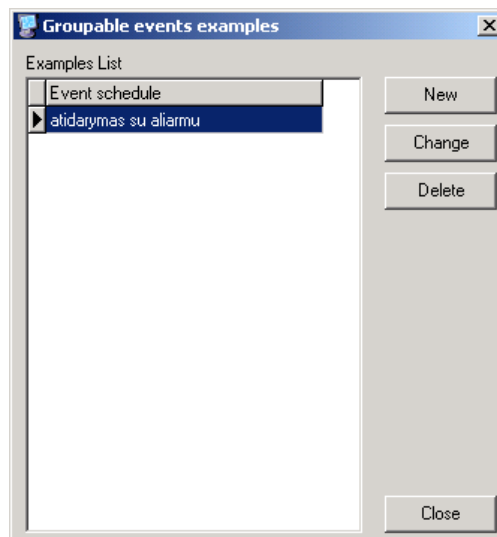 Groupable events examples
Examples List
Event schedule
atidarymas su aliarmu
New
Change
Delete
Close